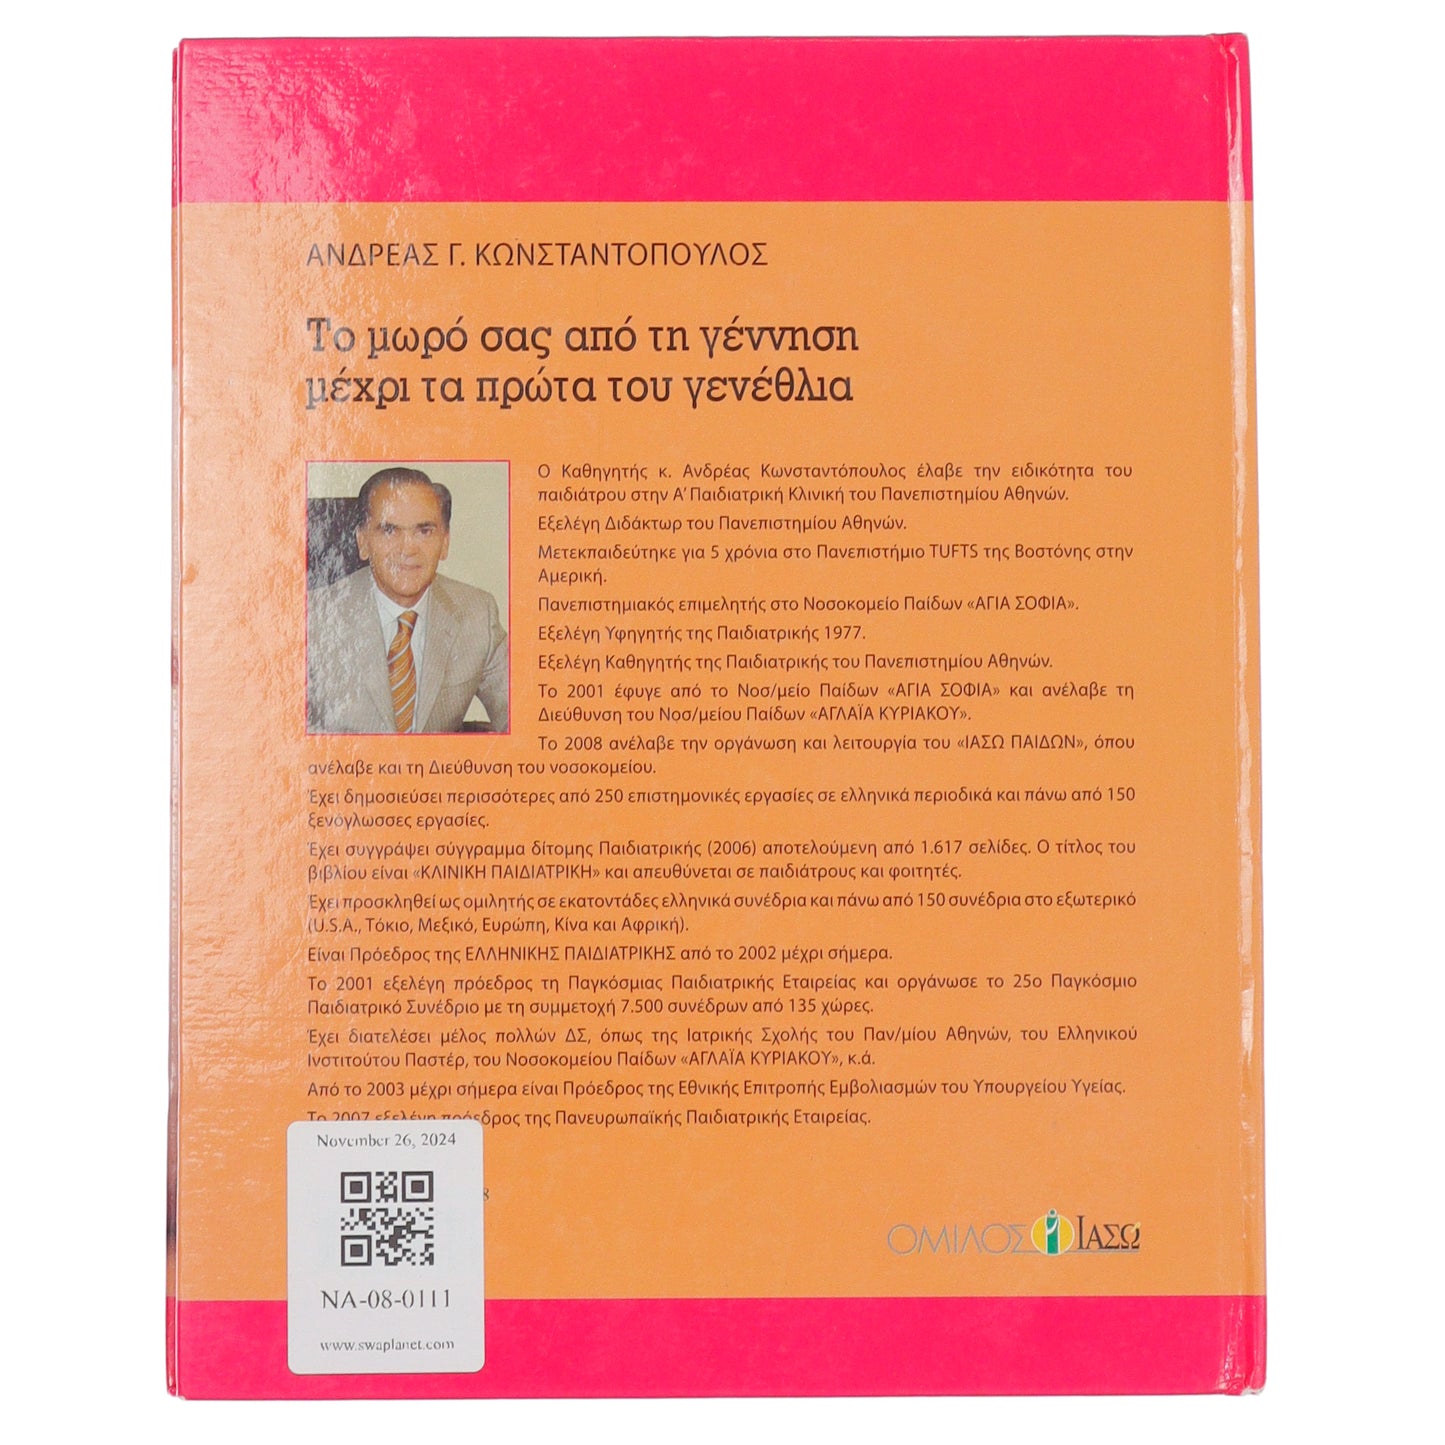 ΑΝΔΡΕΑΣ Γ. ΚΩΝΣΤΑΝΤΟΠΟΥΛΟΣ
Το μωρό σας από τη γέννηση
μέχρι τα πρώτα του γενέθλια
Ο Καθηγητής κ. Ανδρέας Κωνσταντόπουλος έλαβε την ειδικότητα του
παιδιάτρου στην Α' Παιδιατρική Κλινική του Πανεπιστημίου Αθηνών.
Εξελέγη Διδάκτωρ του Πανεπιστημίου Αθηνών.
Μετεκπαιδεύτηκε για 5 χρόνια στο Πανεπιστήμιο TUFTS της Βοστόνης στην
Αμερική.
Πανεπιστημιακός επιμελητής στο Νοσοκομείο Παίδων «ΑΓΙΑ ΣΟΦΙΑ».
Εξελέγη Υφηγητής της Παιδιατρικής 1977.
Εξελέγη Καθηγητής της Παιδιατρικής του Πανεπιστημίου Αθηνών.
Το 2001 έφυγε από το Νοσ/μείο Παίδων «ΑΓΙΑ ΣΟΦΙΑ» και ανέλαβε τη
Διεύθυνση του Νοσ/μείου Παίδων «ΑΓΛΑΪΑ ΚΥΡΙΑΚΟΥ».
Το 2008 ανέλαβε την οργάνωση και λειτουργία του «ΙΑΣΩ ΠΑΙΔΩΝ», όπου
ανέλαβε και τη Διεύθυνση του νοσοκομείου.
Έχει δημοσιεύσει περισσότερες από 250 επιστημονικές εργασίες σε ελληνικά περιοδικά και πάνω από 150
ξενόγλωσσες εργασίες.
Έχει συγγράψει σύγγραμμα δίτομης Παιδιατρικής (2006) αποτελούμενη από 1.617 σελίδες. Ο τίτλος του
βιβλίου είναι «ΚΛΙΝΙΚΗ ΠΑΙΔΙΑΤΡΙΚΗ» και απευθύνεται σε παιδιάτρους και φοιτητές.
Έχει προσκληθεί ως ομιλητής σε εκατοντάδες ελληνικά συνέδρια και πάνω από 150 συνέδρια στο εξωτερικό
(U.S.A., Τόκιο, Μεξικό, Ευρώπη, Κίνα και Αφρική).
Είναι Πρόεδρος της ΕΛΛΗΝΙΚΗΣ ΠΑΙΔΙΑΤΡΙΚΗΣ από το 2002 μέχρι σήμερα.
Το 2001 εξελέγη πρόεδρος τη Παγκόσμιας Παιδιατρικής Εταιρείας και οργάνωσε το 25ο Παγκόσμιο
Παιδιατρικό Συνέδριο με τη συμμετοχή 7.500 συνέδρων από 135 χώρες.
Έχει διατελέσει μέλος πολλών ΔΣ, όπως της Ιατρικής Σχολής του Παν/μίου Αθηνών, του Ελληνικού
Ινστιτούτου Παστέρ, του Νοσοκομείου Παίδων «ΑΓΛΑΪΑ ΚΥΡΙΑΚΟΥ», κ.ά.
Από το 2003 μέχρι σήμερα είναι Πρόεδρος της Εθνικής Επιτροπής Εμβολιασμών του Υπουργείου Υγείας.
Το 2007 εξελέγη πρόεδρος της Πανευρωπαϊκής Παιδιατρικής Εταιρείας.
November 26, 2024
8
NA-08-0111
www.swaplanet.com
ΟΜΙΛΟΣ ΙΑΣΩ